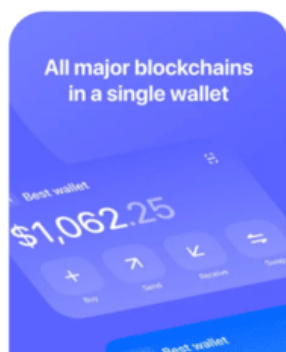 All major blockchains
in a single wallet
Best wallet
$1,062.25
Buy
Send
Receive
Swap
Best wallet